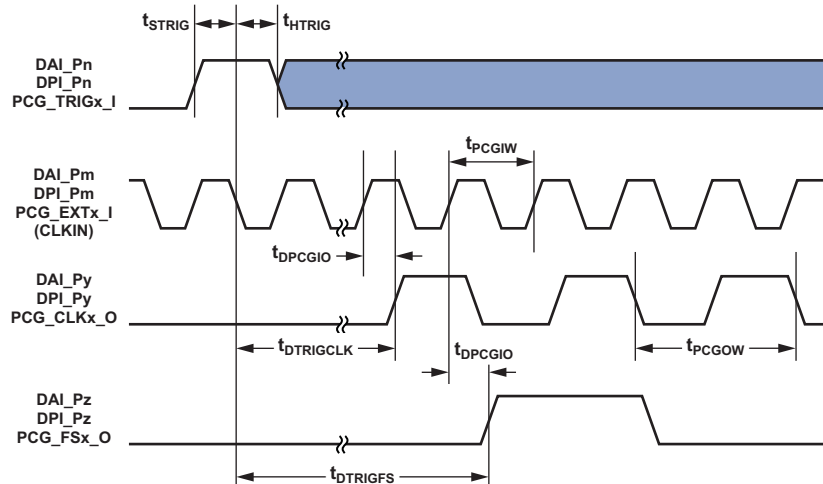 tSTRIG
tHTRIG
DAI_Pn
DPI_Pn
PCG_TRIGx_I
tPCGIW
DAI_Pm
DPI_Pm
PCG_EXTx_I
(CLKIN)
tDPCGIO
DAI_Py
DPI_Py
PCG_CLKx_O
tDTRIGCLK
tDPCGIO
tPCGOW
DAI_Pz
DPI_Pz
PCG_FSx_O
tDTRIGFS